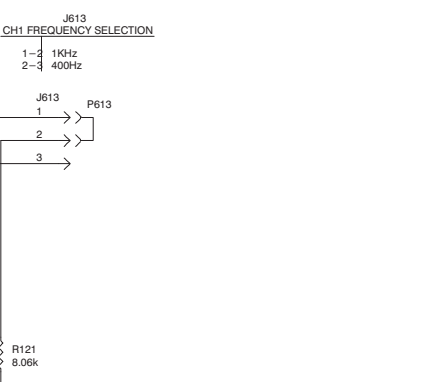 J613
CH1 FREQUENCY SELECTION
1–2 1KHz
2–3 400Hz
J613
P613
1
2
3
R121
8.06k